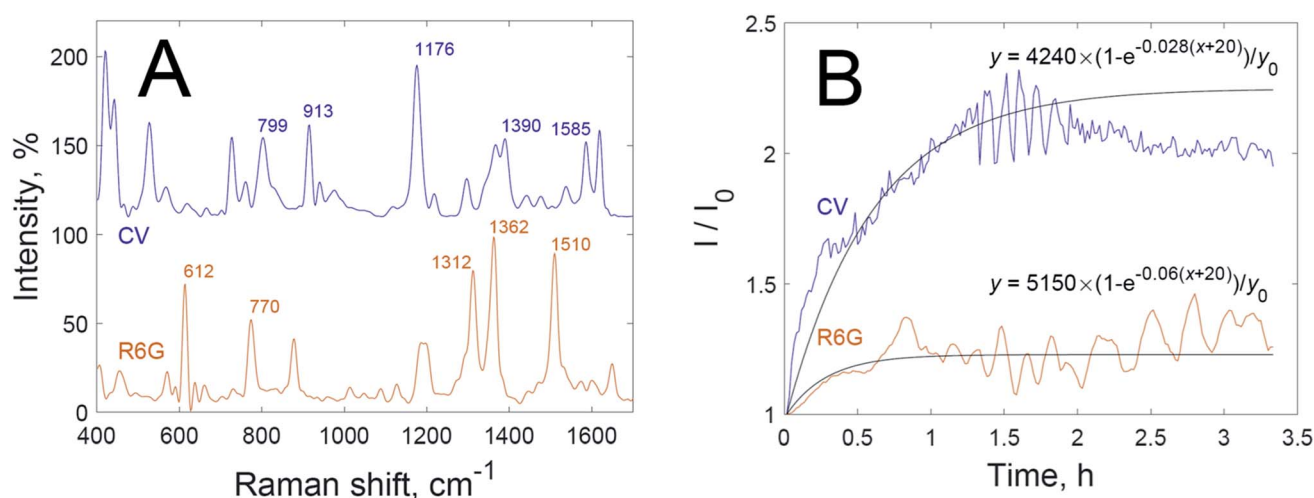 A
200
150
100
50
0
Intensity, %
1176
913
799
1390
1585
CV
1362
1510
1312
612
770
R6G
400
600
800
1000
1200
1400
1600
Raman shift, cm⁻¹
B
2.5
2
1.5
1
I / I₀
y = 4240×(1-e⁻⁰·⁰²⁸⁽ˣ⁺²⁰⁾)/y₀
CV
y = 5150×(1-e⁻⁰·⁰⁶⁽ˣ⁺²⁰⁾)/y₀
R6G
0
0.5
1
1.5
2
2.5
3
3.5
Time, h